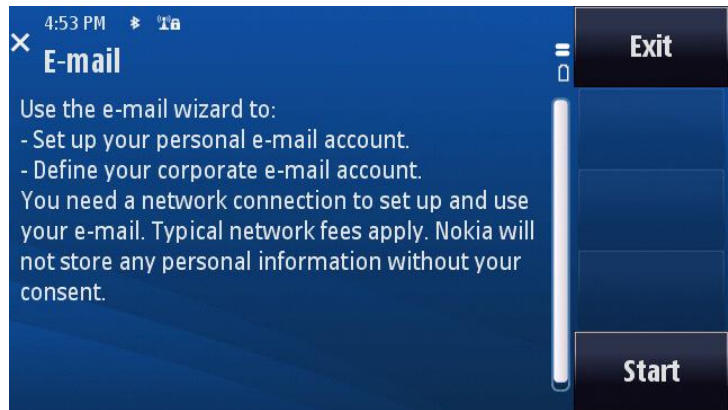 4:53 PM
E-mail
Exit
Use the e-mail wizard to:
- Set up your personal e-mail account.
- Define your corporate e-mail account.
You need a network connection to set up and use
your e-mail. Typical network fees apply. Nokia will
not store any personal information without your
consent.
Start